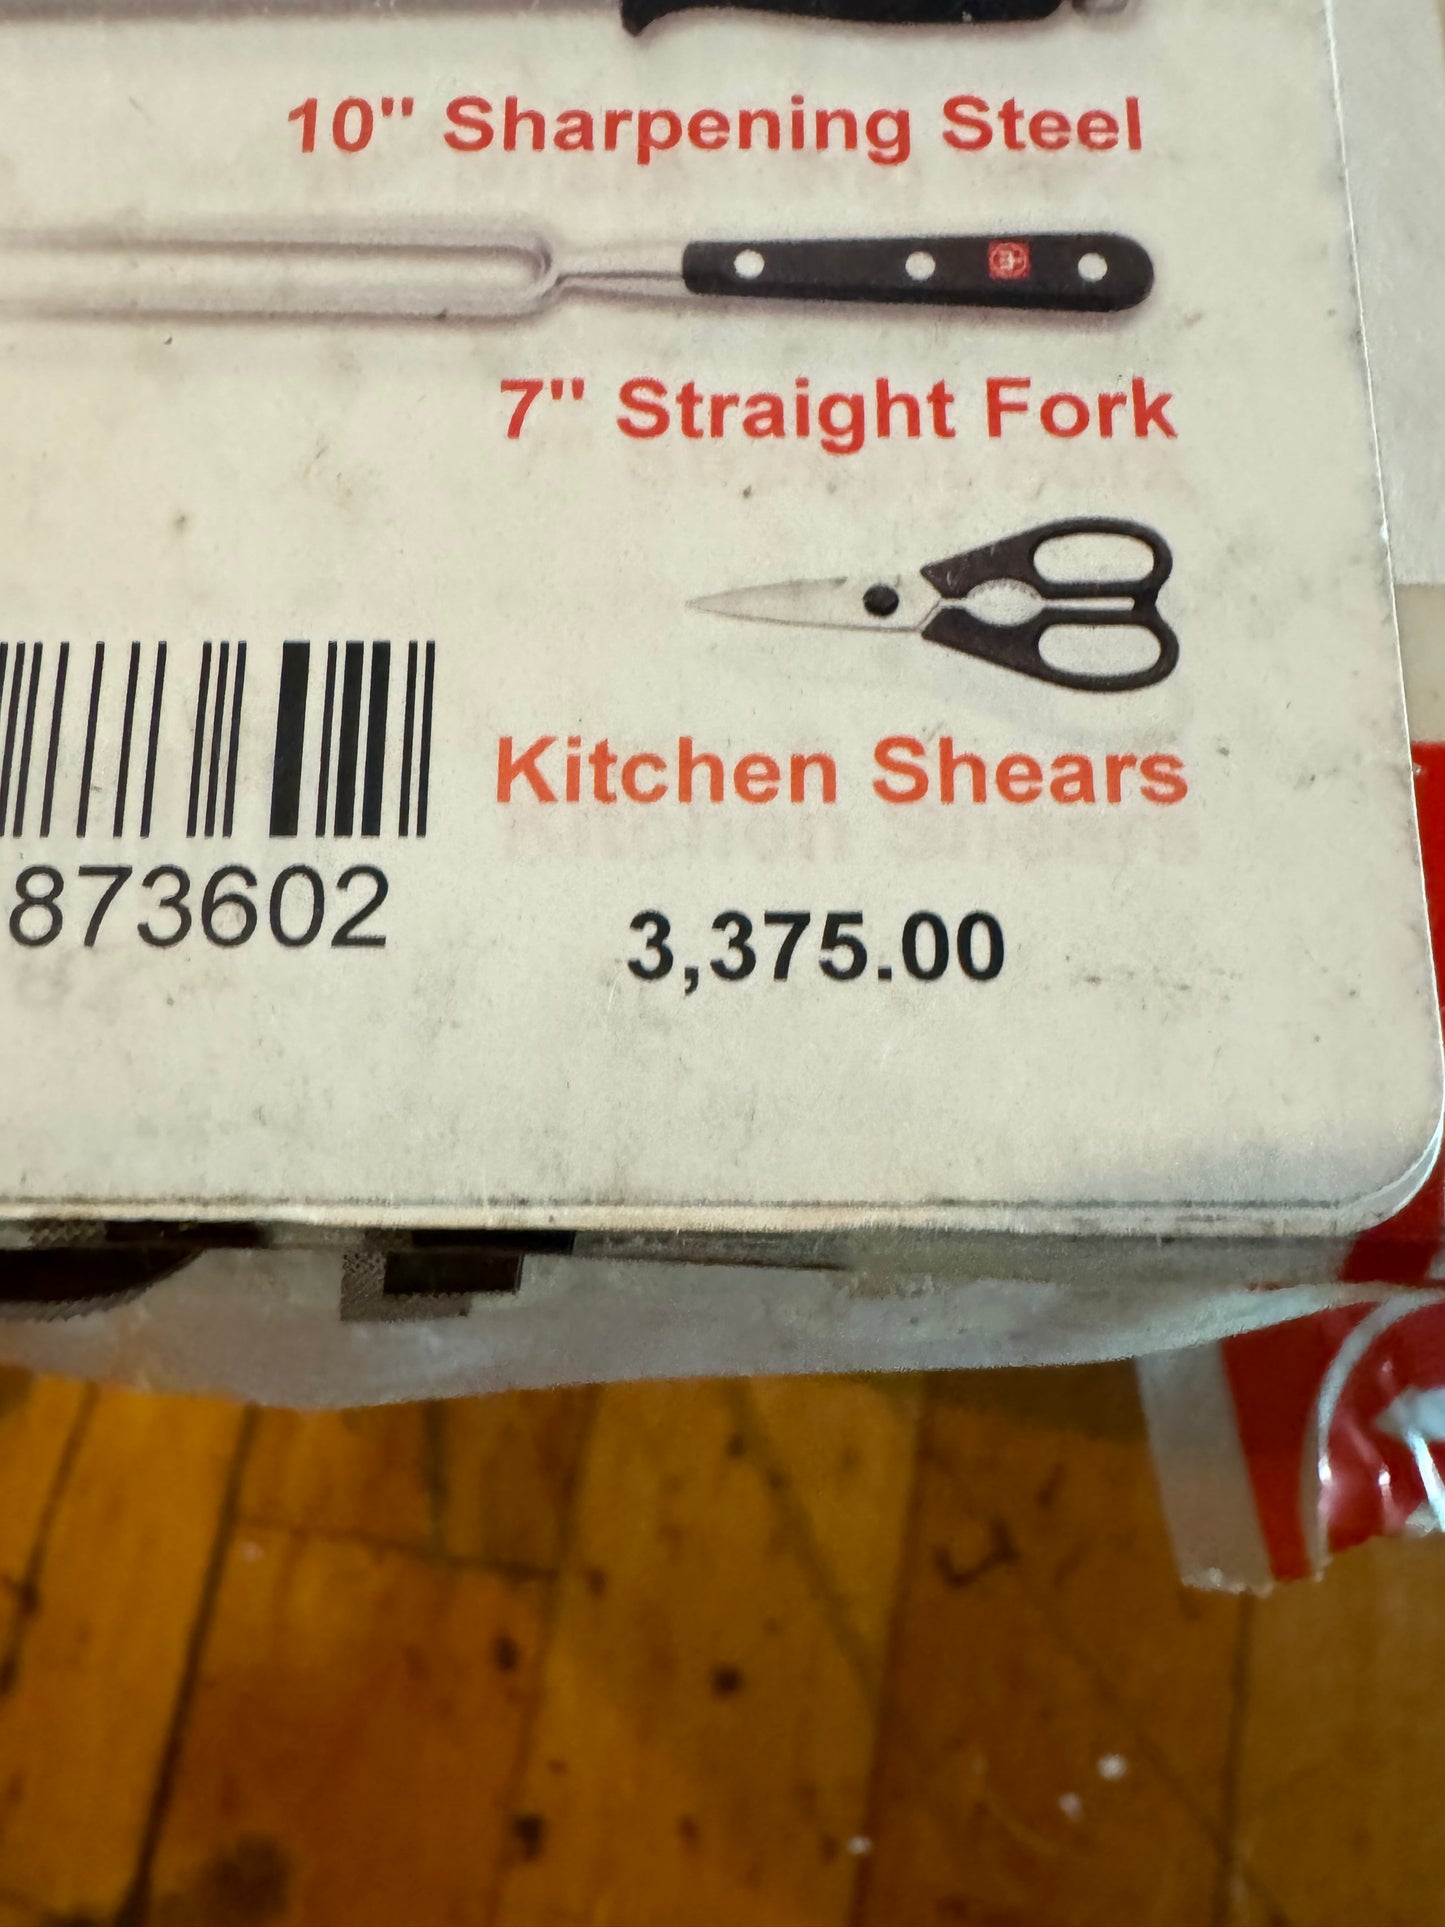 10" Sharpening Steel
7" Straight Fork
Kitchen Shears
873602
3,375.00